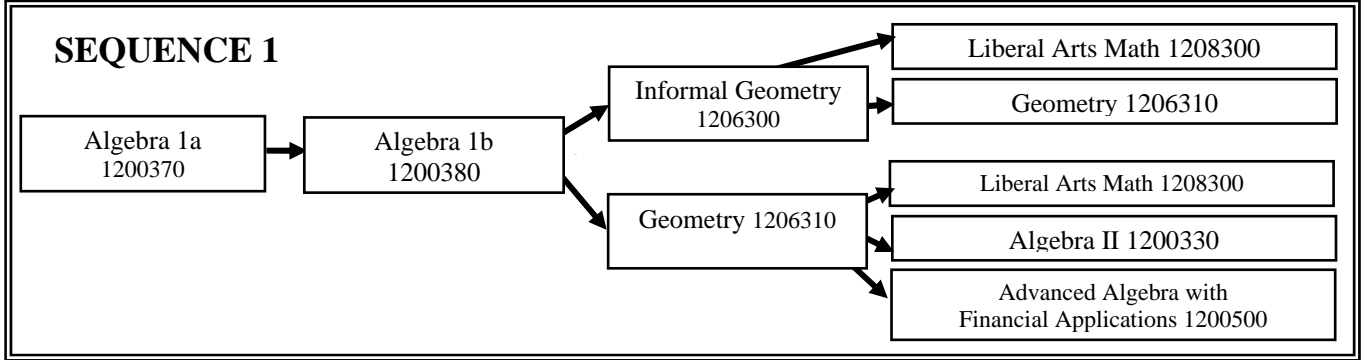 SEQUENCE 1
Algebra 1a
1200370
Algebra 1b
1200380
Informal Geometry
1206300
Geometry 1206310
Liberal Arts Math 1208300
Geometry 1206310
Liberal Arts Math 1208300
Algebra II 1200330
Advanced Algebra with
Financial Applications 1200500